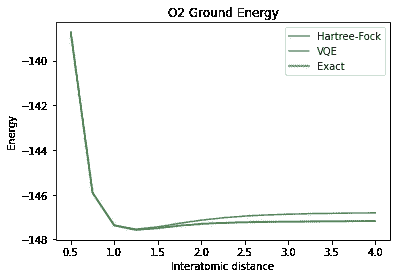 O2 Ground Energy
Hartree-Fock
VQE
Exact
−140
−142
−144
−146
−148
Energy
0.5 1.0 1.5 2.0 2.5 3.0 3.5 4.0
Interatomic distance